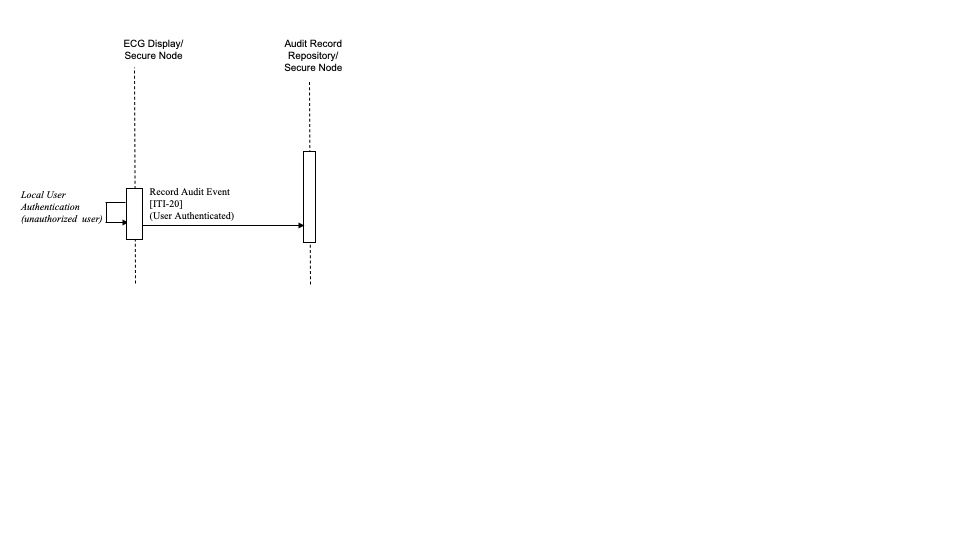 ECG Display/
Secure Node
Audit Record
Repository/
Secure Node
Local User
Authentication
(unauthorized user)
Record Audit Event
[ITI-20]
(User Authenticated)